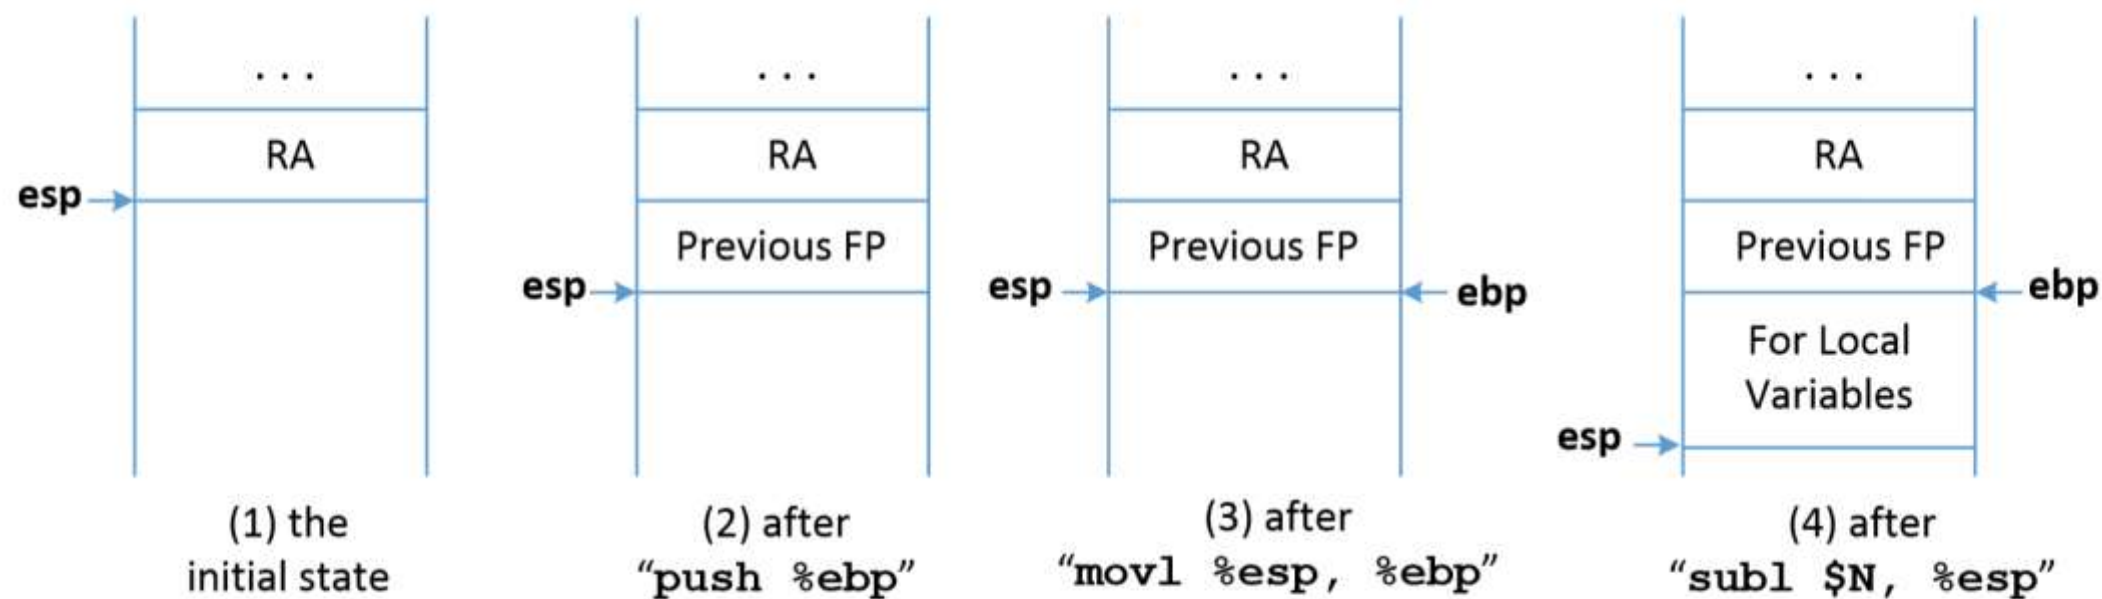 . . .
RA
esp
(1) the
initial state
. . .
RA
Previous FP
esp
(2) after
“push %ebp”
. . .
RA
Previous FP
esp
ebp
(3) after
“movl %esp, %ebp”
. . .
RA
Previous FP
ebp
For Local
Variables
esp
(4) after
“subl $N, %esp”